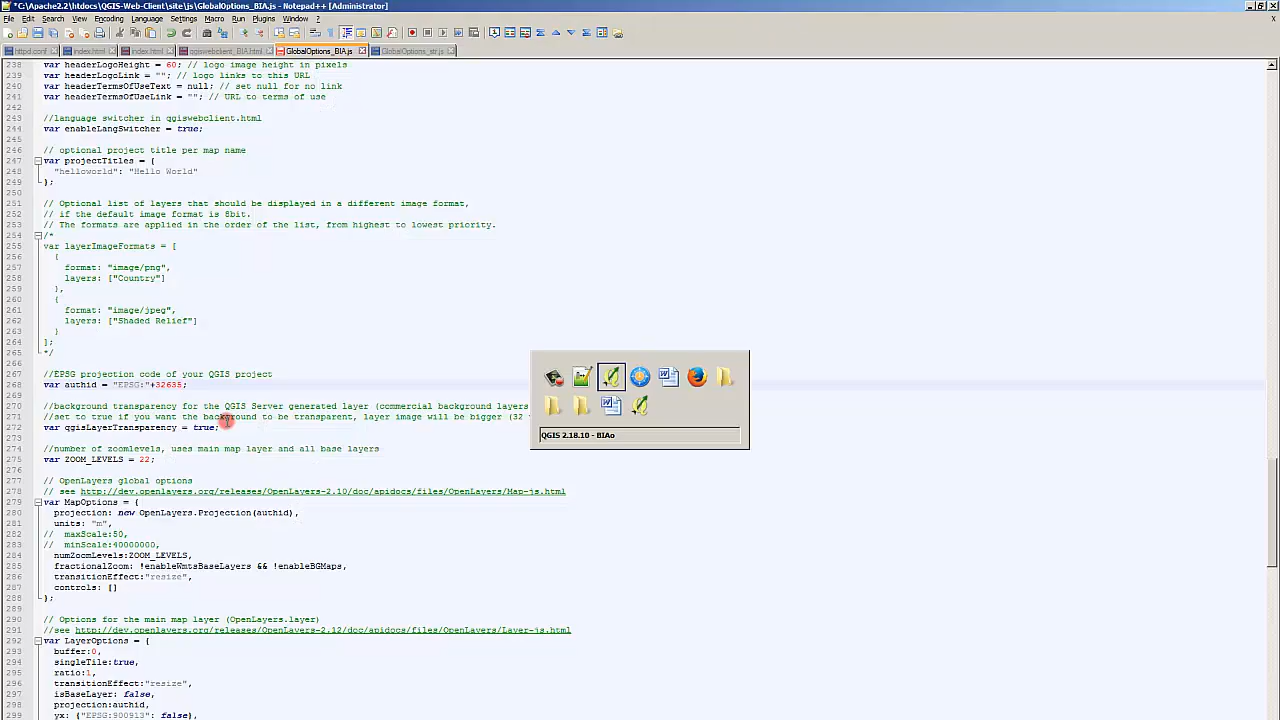 *C:\Apache2.2\htdocs\QGIS-Web-Client\site\js\GlobalOptions_BIA.js - Notepad++ [Administrator]
File Edit Search View Encoding Language Settings Macro Run Plugins Window ?
httpd.conf index.html index.html qgiswebclient_BIA.html GlobalOptions_BIA.js GlobalOptions_str.js
238 var headerLogoHeight = 60; // logo image height in pixels
239 var headerLogoLink = ""; // logo links to this URL
240 var headerTermsOfUseText = null; // set null for no link
241 var headerTermsOfUseLink = ""; // URL to terms of use
242
243 //language switcher in qgiswebclient.html
244 var enableLangSwitcher = true;
245
246 // optional project title per map name
247 var projectTitles = {
248 "helloworld": "Hello World"
249 };
250
251 // Optional list of layers that should be displayed in a different image format,
252 // if the default image format is 8bit.
253 // The formats are applied in the order of the list, from highest to lowest priority.
254 /*
255 var layerImageFormats = [
256 {
257 format: "image/png",
258 layers: ["Country"]
259 },
260 {
261 format: "image/jpeg",
262 layers: ["Shaded Relief"]
263 }
264 ];
265 */
266
267 //EPSG projection code of your QGIS project
268 var authid = "EPSG:"+32635;
269
270 //background transparency for the QGIS Server generated layer (commercial background layers
271 //set to true if you want the background to be transparent, layer image will be bigger (32
272 var qgisLayerTransparency = true;
273
274 //number of zoomlevels, uses main map layer and all base layers
275 var ZOOM_LEVELS = 22;
276
277 // OpenLayers global options
278 // see http://dev.openlayers.org/releases/OpenLayers-2.10/doc/apidocs/files/OpenLayers/Map-js.html
279 var MapOptions = {
280 projection: new OpenLayers.Projection(authid),
281 units: "m",
282 // maxScale:50,
283 // minScale:40000000,
284 numZoomLevels:ZOOM_LEVELS,
285 fractionalZoom: !enableWmtsBaseLayers && !enableBGMaps,
286 transitionEffect:"resize",
287 controls: []
288 };
289
290 // Options for the main map layer (OpenLayers.layer)
291 //see http://dev.openlayers.org/releases/OpenLayers-2.12/doc/apidocs/files/OpenLayers/Layer-js.html
292 var LayerOptions = {
293 buffer:0,
294 singleTile:true,
295 ratio:1,
296 transitionEffect:"resize",
297 isBaseLayer: false,
298 projection:authid,
299 yx: {"EPSG:900913": false},
QGIS 2.18.10 - BIAo